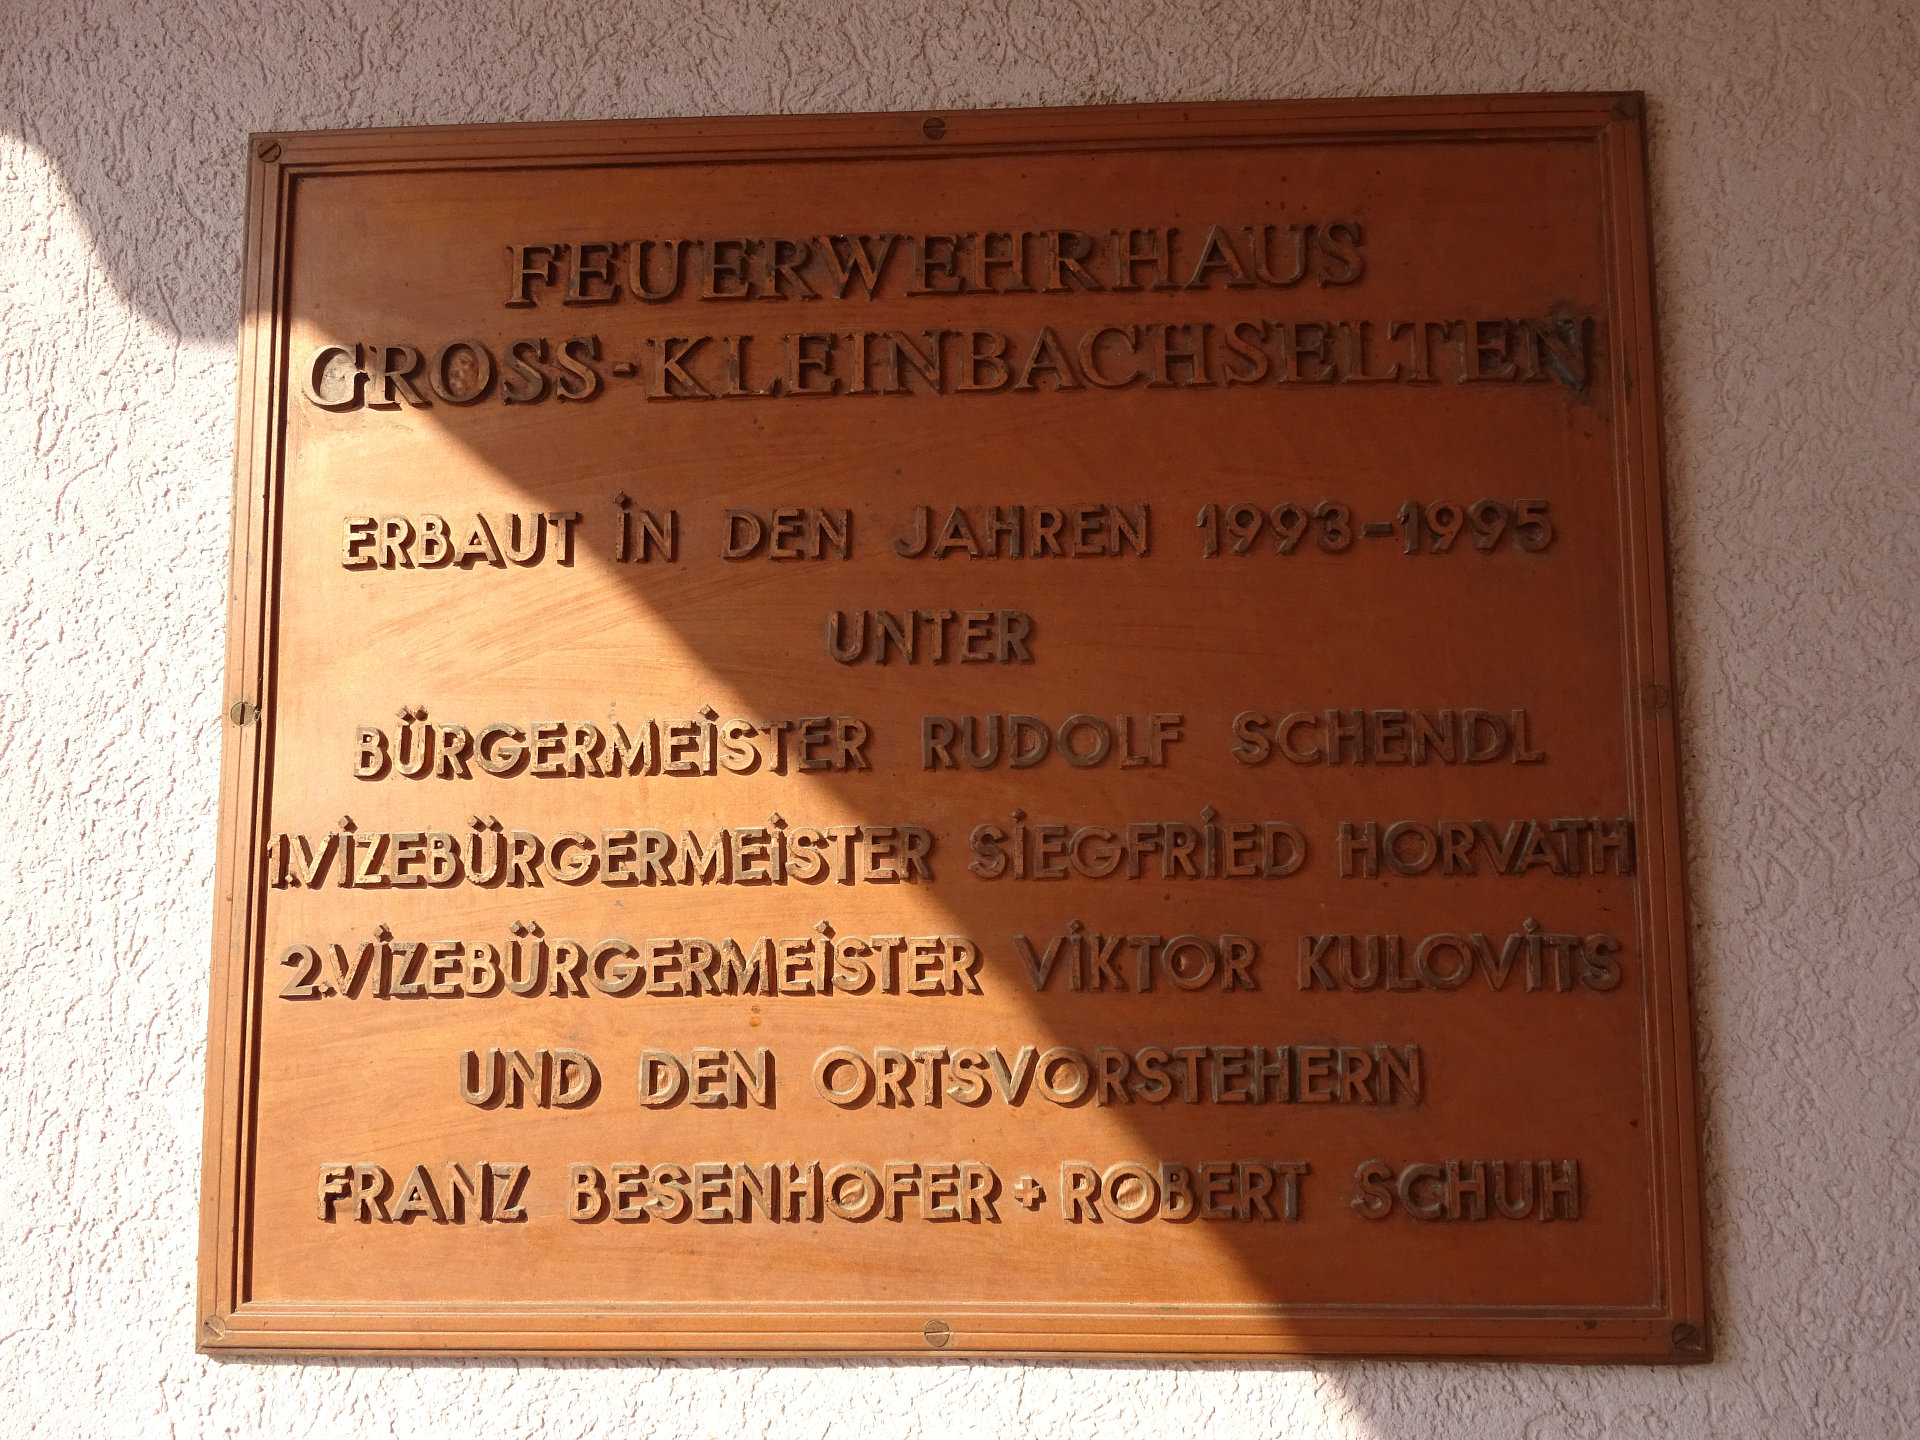 FEUERWEHRHAUS
GROSS-KLEINBACHSELTEN
ERBAUT IN DEN JAHREN 1993-1995
UNTER
BÜRGERMEISTER RUDOLF SCHENDL
1.VIZEBÜRGERMEISTER SIEGFRIED HORVATH
2.VIZEBÜRGERMEISTER VIKTOR KULOVITS
UND DEN ORTSVORSTEHERN
FRANZ BESENHOFER + ROBERT SCHUH